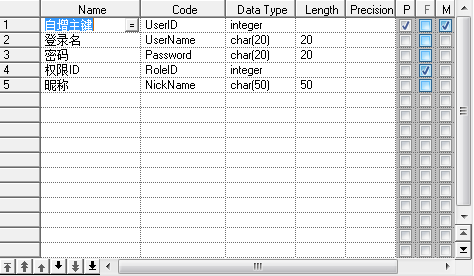 Name Code Data Type Length Precision P F M
1 自增主键 = UserID integer
2 登录名 UserName char(20) 20
3 密码 Password char(20) 20
4 权限ID RoleID integer
5 昵称 NickName char(50) 50